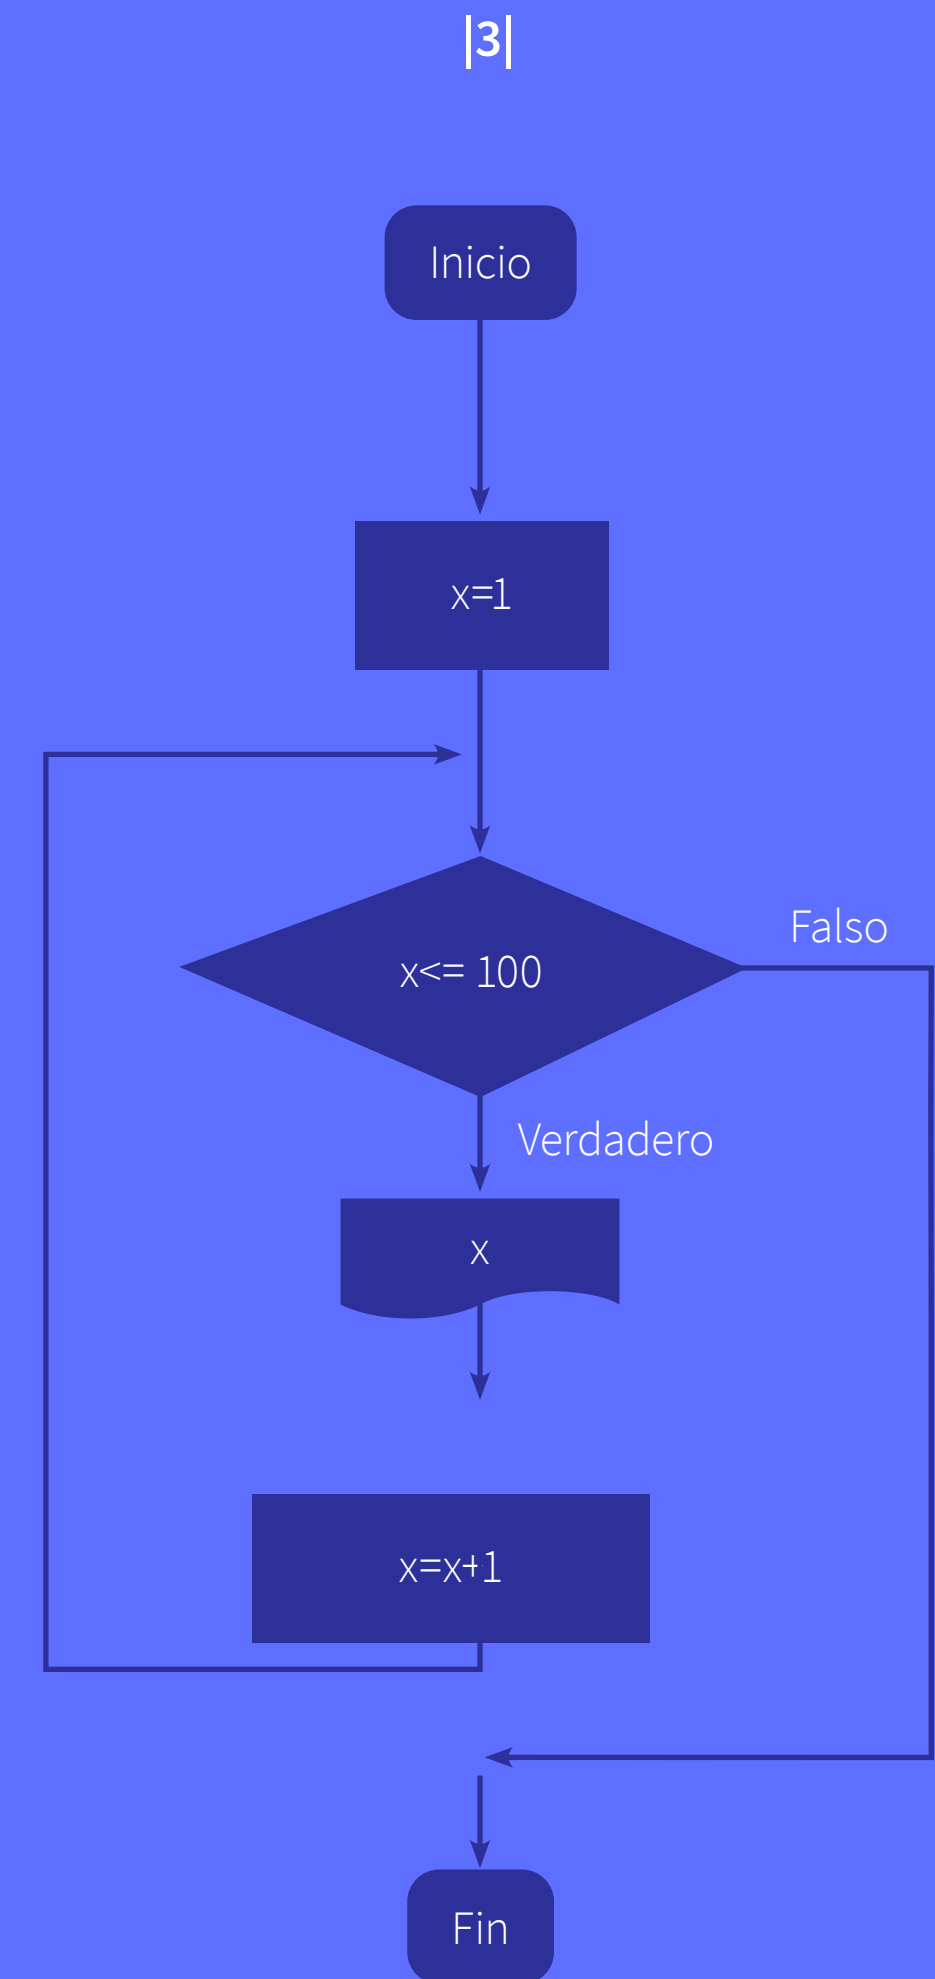 |3|
Inicio
x=1
x<= 100
Falso
Verdadero
x
x=x+1
Fin